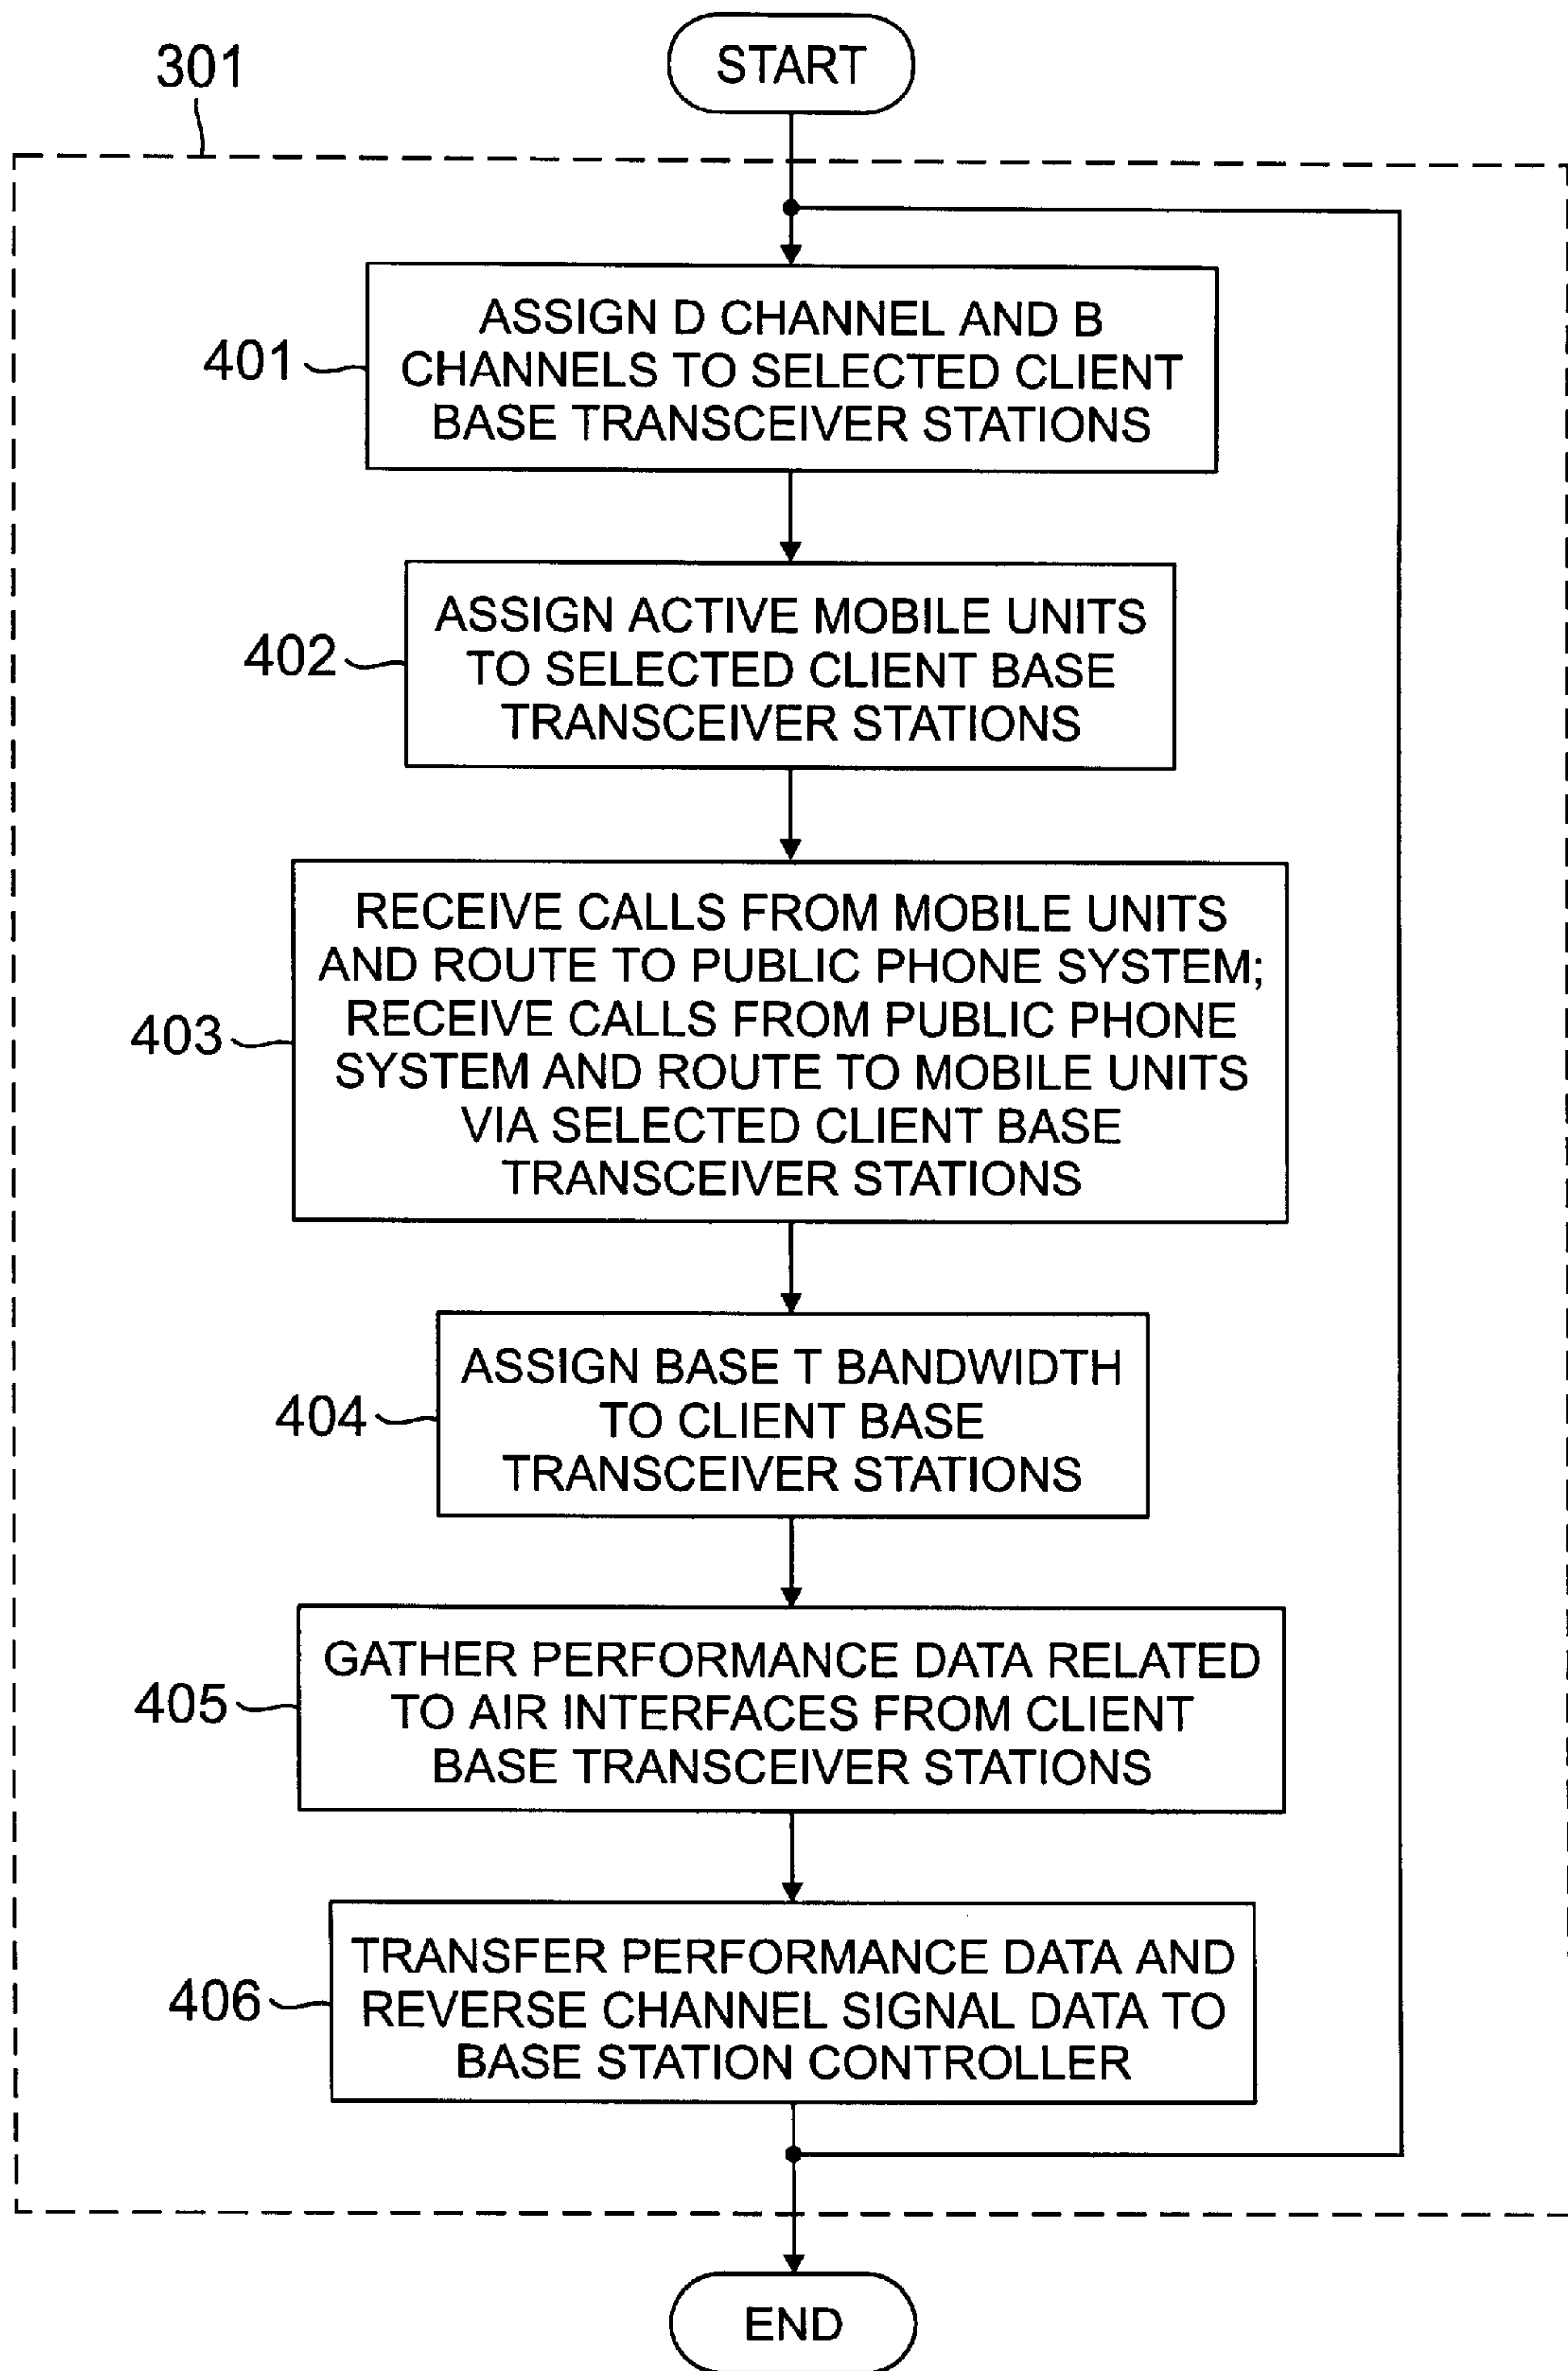 START
301
ASSIGN D CHANNEL AND B
CHANNELS TO SELECTED CLIENT
BASE TRANSCEIVER STATIONS
401
ASSIGN ACTIVE MOBILE UNITS
TO SELECTED CLIENT BASE
TRANSCEIVER STATIONS
402
RECEIVE CALLS FROM MOBILE UNITS
AND ROUTE TO PUBLIC PHONE SYSTEM;
RECEIVE CALLS FROM PUBLIC PHONE
SYSTEM AND ROUTE TO MOBILE UNITS
VIA SELECTED CLIENT BASE
TRANSCEIVER STATIONS
403
ASSIGN BASE T BANDWIDTH
TO CLIENT BASE
TRANSCEIVER STATIONS
404
GATHER PERFORMANCE DATA RELATED
TO AIR INTERFACES FROM CLIENT
BASE TRANSCEIVER STATIONS
405
TRANSFER PERFORMANCE DATA AND
REVERSE CHANNEL SIGNAL DATA TO
BASE STATION CONTROLLER
406
END